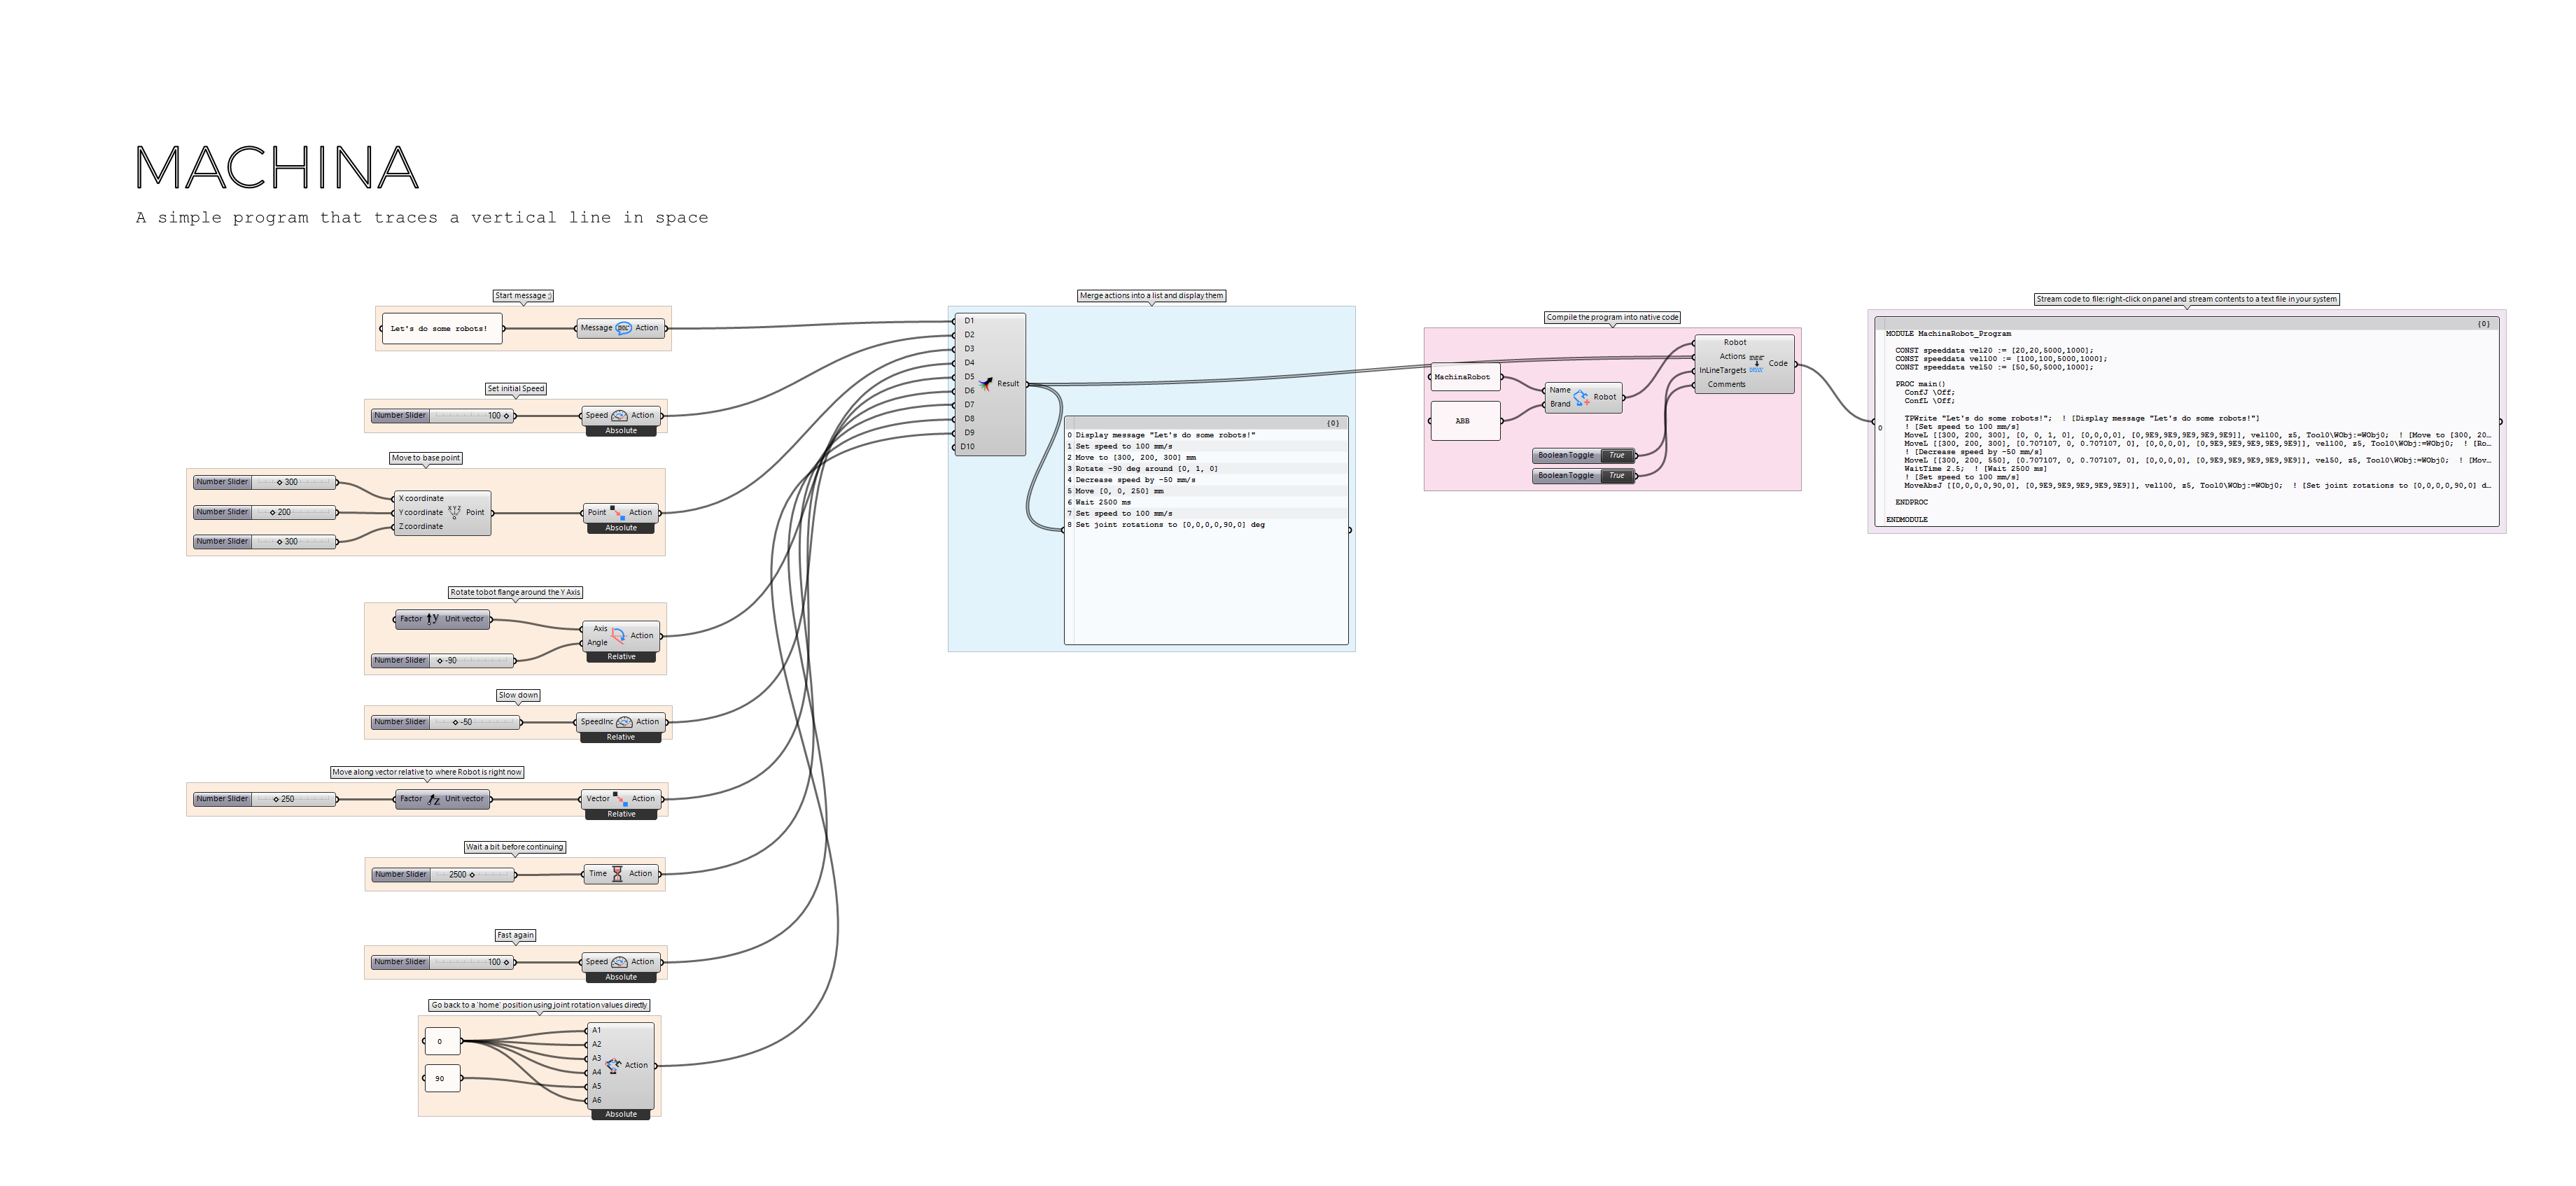 MACHINA
A simple program that traces a vertical line in space
Start message ;)
Let's do some robots!
Message Action
Set initial Speed
Number Slider 100
Speed Action
Absolute
Move to base point
Number Slider 300
Number Slider 200
Number Slider 300
X coordinate
Y coordinate
Z coordinate
Point
Point Action
Absolute
Rotate tobot flange around the Y Axis
Factor Unit vector
Number Slider -90
Axis
Angle
Action
Relative
Slow down
Number Slider -50
SpeedInc Action
Relative
Move along vector relative to where Robot is right now
Number Slider 250
Factor Unit vector
Vector Action
Relative
Wait a bit before continuing
Number Slider 2500
Time Action
Fast again
Number Slider 100
Speed Action
Absolute
Go back to a 'home' position using joint rotation values directly
0
90
A1
A2
A3
A4
A5
A6
Action
Absolute
Merge actions into a list and display them
D1
D2
D3
D4
D5
D6
D7
D8
D9
D10
Result
{0}
0 Display message "Let's do some robots!"
1 Set speed to 100 mm/s
2 Move to [300, 200, 300] mm
3 Rotate -90 deg around [0, 1, 0]
4 Decrease speed by -50 mm/s
5 Move [0, 0, 250] mm
6 Wait 2500 ms
7 Set speed to 100 mm/s
8 Set joint rotations to [0,0,0,0,90,0] deg
Compile the program into native code
MachinaRobot
ABB
Name
Brand
Robot
Boolean Toggle True
Boolean Toggle True
Robot
Actions
InLineTargets
Comments
Code
Stream code to file: right-click on panel and stream contents to a text file in your system
{0}
0
MODULE MachinaRobot_Program
CONST speeddata vel20 := [20,20,5000,1000];
CONST speeddata vel100 := [100,100,5000,1000];
CONST speeddata vel50 := [50,50,5000,1000];
PROC main()
ConfJ \Off;
ConfL \Off;
TPWrite "Let's do some robots!"; ! [Display message "Let's do some robots!"]
! [Set speed to 100 mm/s]
MoveL [[300, 200, 300], [0, 0, 1, 0], [0,0,0,0], [0,9E9,9E9,9E9,9E9,9E9]], vel100, z5, Tool0\WObj:=WObj0; ! [Move to [300, 20...
MoveL [[300, 200, 300], [0.707107, 0, 0.707107, 0], [0,0,0,0], [0,9E9,9E9,9E9,9E9,9E9]], vel100, z5, Tool0\WObj:=WObj0; ! [Ro...
! [Decrease speed by -50 mm/s]
MoveL [[300, 200, 550], [0.707107, 0, 0.707107, 0], [0,0,0,0], [0,9E9,9E9,9E9,9E9,9E9]], vel50, z5, Tool0\WObj:=WObj0; ! [Mov...
WaitTime 2.5; ! [Wait 2500 ms]
! [Set speed to 100 mm/s]
MoveAbsJ [[0,0,0,0,90,0], [0,9E9,9E9,9E9,9E9,9E9]], vel100, z5, Tool0\WObj:=WObj0; ! [Set joint rotations to [0,0,0,0,90,0] d...
ENDPROC
ENDMODULE